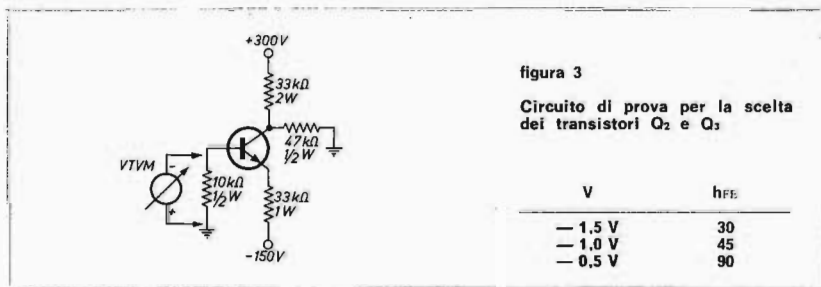 +300V
33kΩ
2W
47kΩ
1/2W
VTVM
-
+
10kΩ
1/2W
33kΩ
1W
-150V
figura 3
Circuito di prova per la scelta
dei transistori Q2 e Q3
V hFE
— 1,5 V 30
— 1,0 V 45
— 0,5 V 90